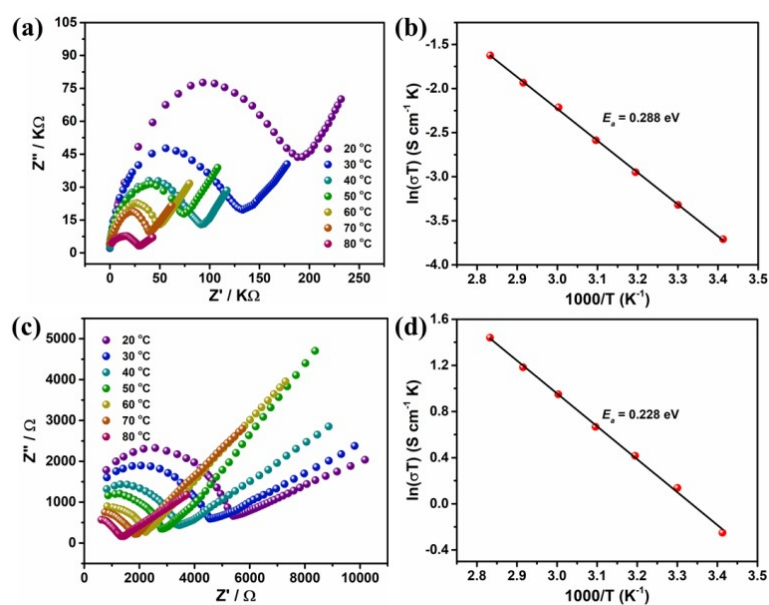 (a)
105
90
75
60
45
30
15
0
Z'' / KΩ
0 50 100 150 200 250
Z' / KΩ
20 °C
30 °C
40 °C
50 °C
60 °C
70 °C
80 °C
(b)
-1.5
-2.0
-2.5
-3.0
-3.5
-4.0
ln(σT) (S cm⁻¹ K)
Eₐ = 0.288 eV
2.8 2.9 3.0 3.1 3.2 3.3 3.4 3.5
1000/T (K⁻¹)
(c)
5000
4000
3000
2000
1000
0
Z'' / Ω
20 °C
30 °C
40 °C
50 °C
60 °C
70 °C
80 °C
0 2000 4000 6000 8000 10000
Z' / Ω
(d)
1.6
1.2
0.8
0.4
0.0
-0.4
ln(σT) (S cm⁻¹ K)
Eₐ = 0.228 eV
2.8 2.9 3.0 3.1 3.2 3.3 3.4 3.5
1000/T (K⁻¹)